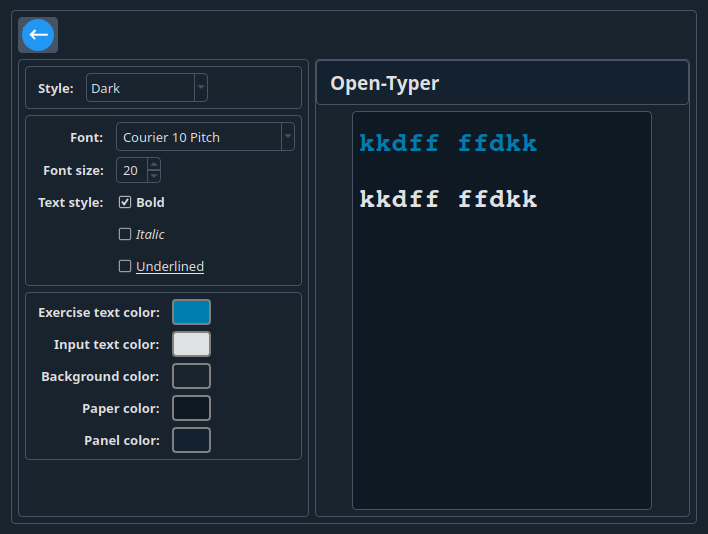 Style: Dark
Font: Courier 10 Pitch
Font size: 20
Text style: Bold
Italic
Underlined
Exercise text color:
Input text color:
Background color:
Paper color:
Panel color:
Open-Typer
kkdff ffdkk
kkdff ffdkk